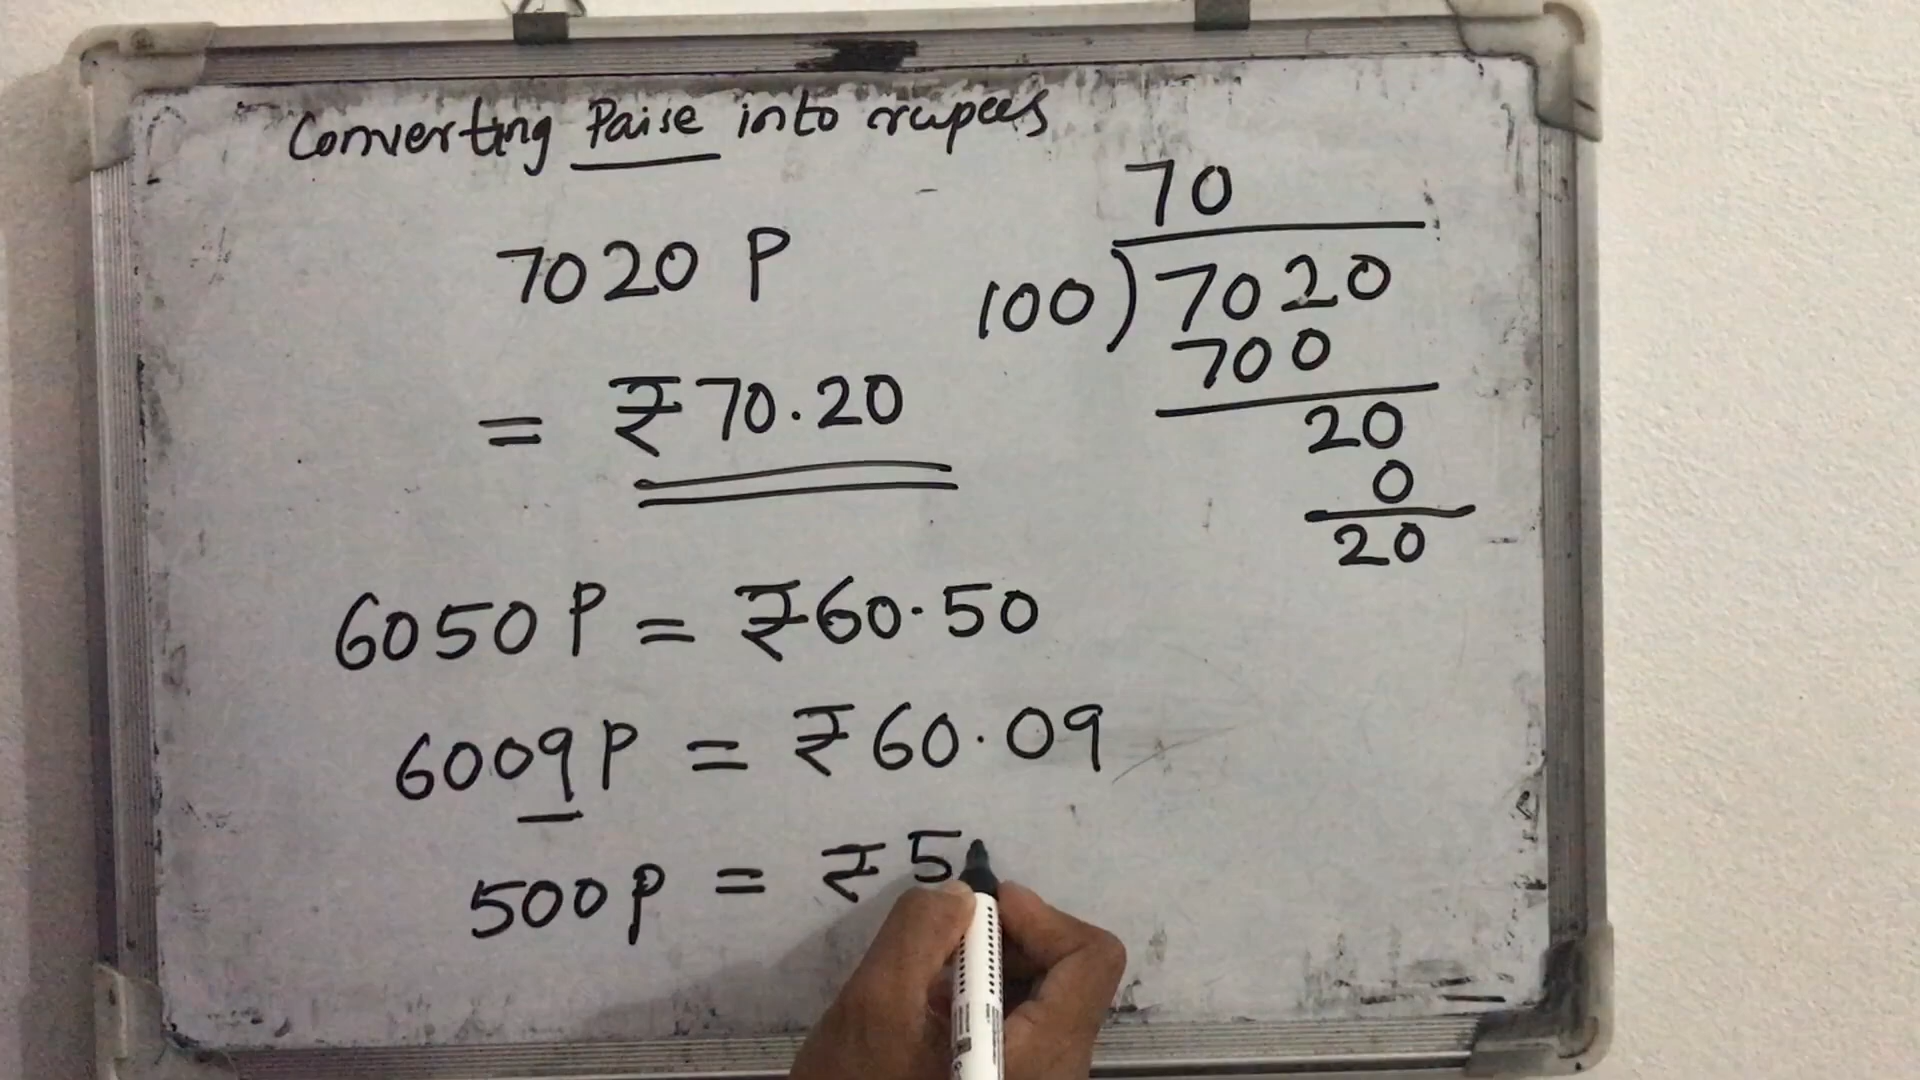 Converting Paise into rupees
7020 P
= ₹70.20
70
100)7020
700
20
0
20
6050 P = ₹60.50
6009 P = ₹60.09
500 P = ₹5